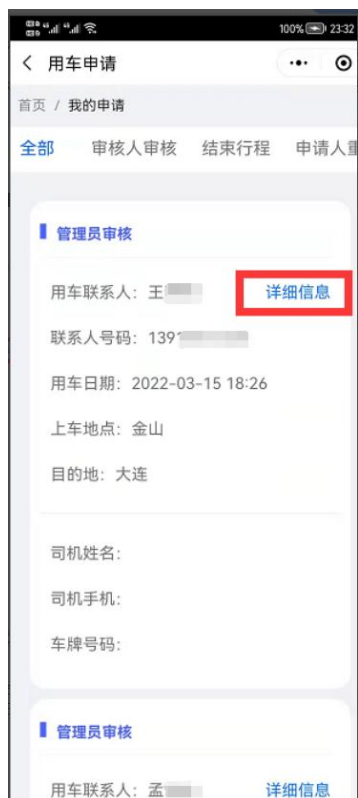 100% 23:32
用车申请
首页 / 我的申请
全部 审核人审核 结束行程 申请人重
管理员审核
用车联系人: 王 详细信息
联系人号码: 139
用车日期: 2022-03-15 18:26
上车地点: 金山
目的地: 大连
司机姓名:
司机手机:
车牌号码:
管理员审核
用车联系人: 孟 详细信息